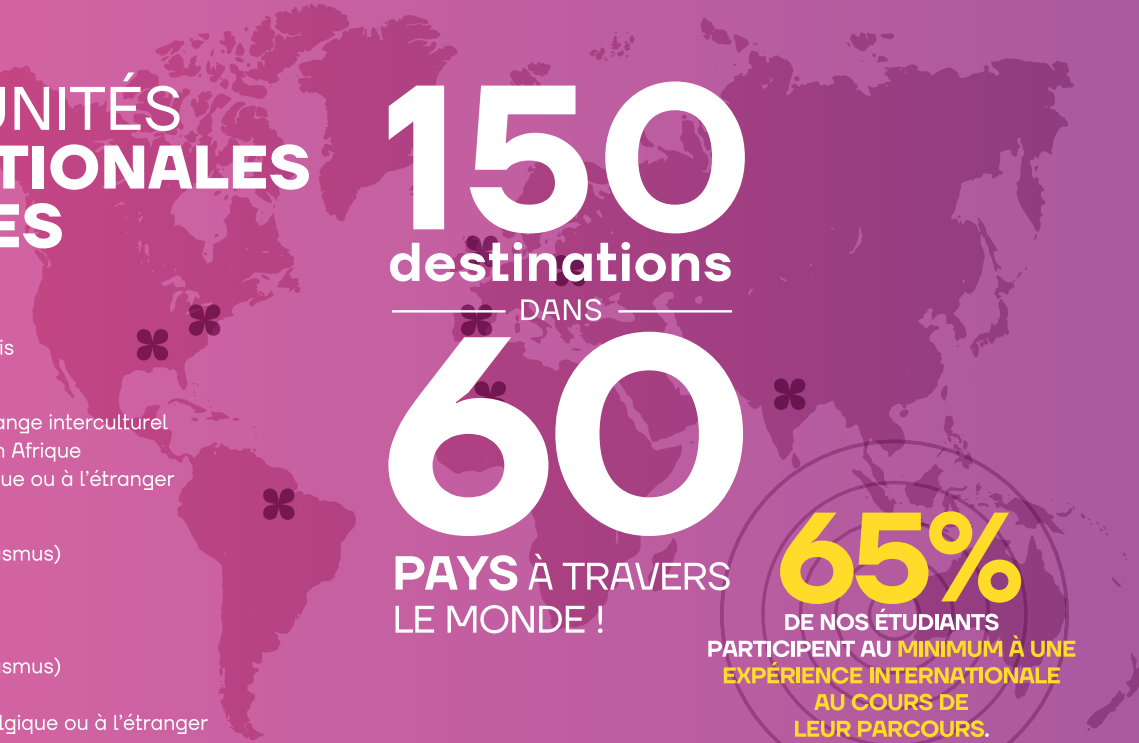 UNITÉS
TIONALES
ES
is
ange interculturel
n Afrique
ue ou à l'étranger
smus)
asmus)
lgique ou à l'étranger
150
destinations
DANS
60
PAYS À TRAVERS
LE MONDE !
65%
DE NOS ÉTUDIANTS
PARTICIPENT AU MINIMUM À UNE
EXPÉRIENCE INTERNATIONALE
AU COURS DE
LEUR PARCOURS.